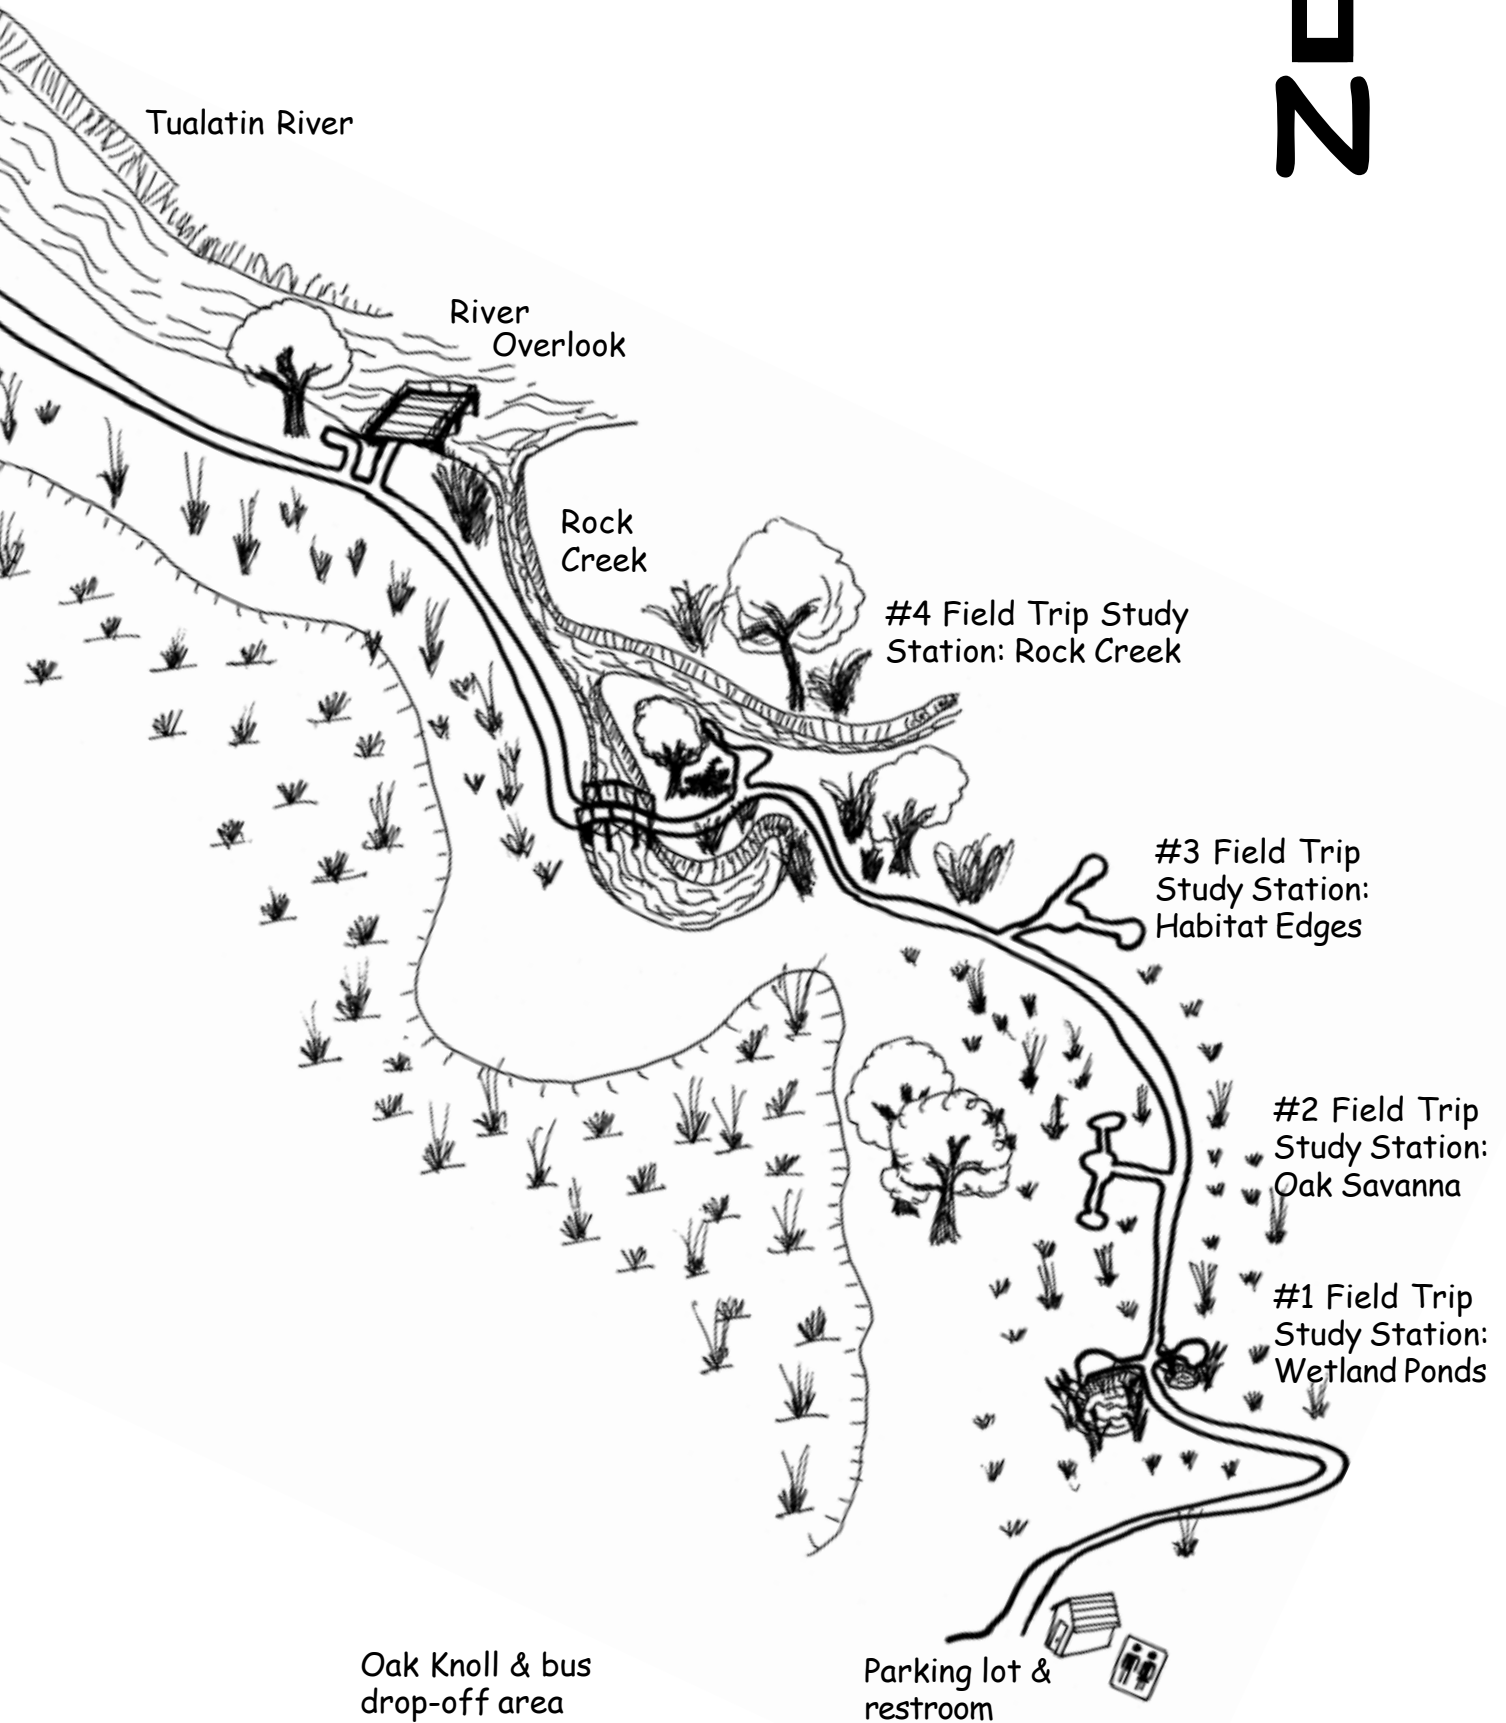 N
Tualatin River
River
Overlook
Rock
Creek
#4 Field Trip Study
Station: Rock Creek
#3 Field Trip
Study Station:
Habitat Edges
#2 Field Trip
Study Station:
Oak Savanna
#1 Field Trip
Study Station:
Wetland Ponds
Oak Knoll & bus
drop-off area
Parking lot &
restroom